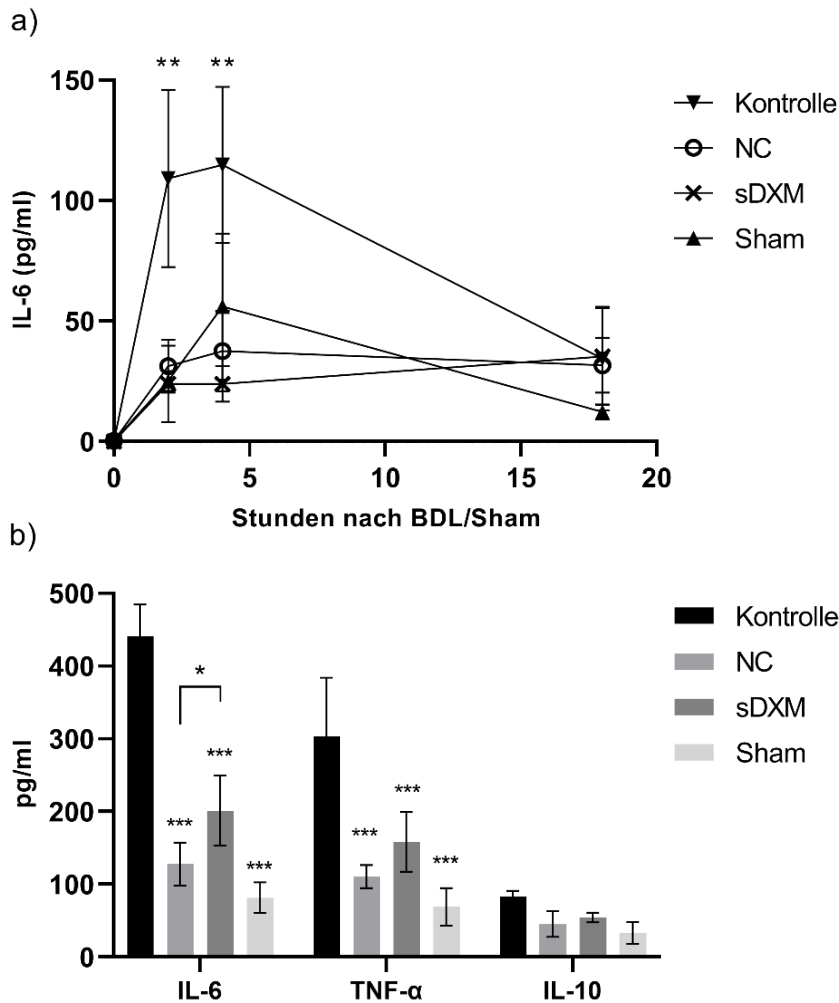 a)
** **
150
100
50
0
IL-6 (pg/ml)
0 5 10 15 20
Stunden nach BDL/Sham
Kontrolle
NC
sDXM
Sham
b)
500
400
300
200
100
0
pg/ml
*
***
***
***
***
***
***
IL-6 TNF-α IL-10
Kontrolle
NC
sDXM
Sham